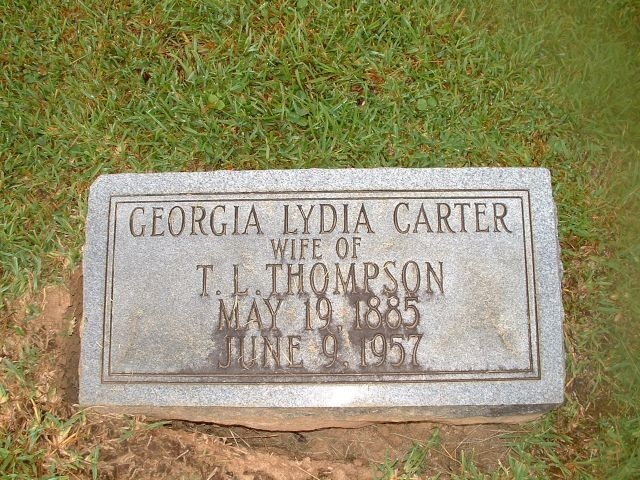 GEORGIA LYDIA CARTER
WIFE OF
T. L. THOMPSON
MAY 19, 1885
JUNE 9, 1957